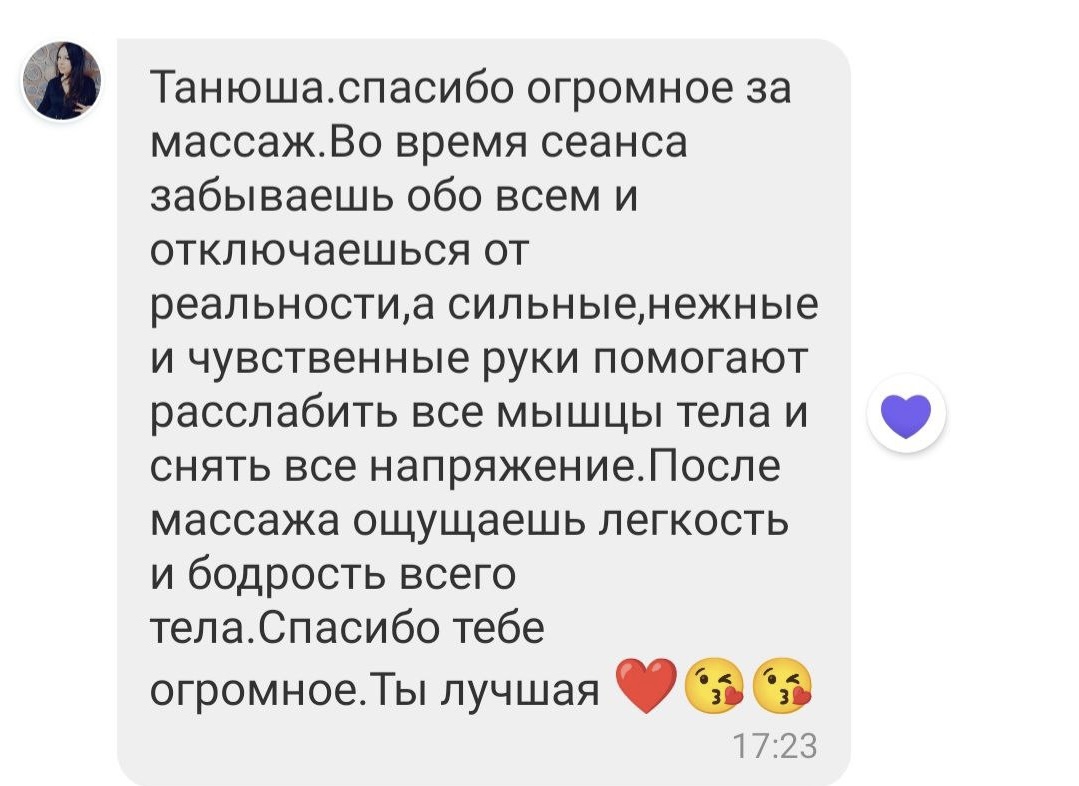 Танюша.спасибо огромное за
массаж.Во время сеанса
забываешь обо всем и
отключаешься от
реальности,а сильные,нежные
и чувственные руки помогают
расслабить все мышцы тела и
снять все напряжение.После
массажа ощущаешь легкость
и бодрость всего
тела.Спасибо тебе
огромное.Ты лучшая ❤️😘😘
17:23